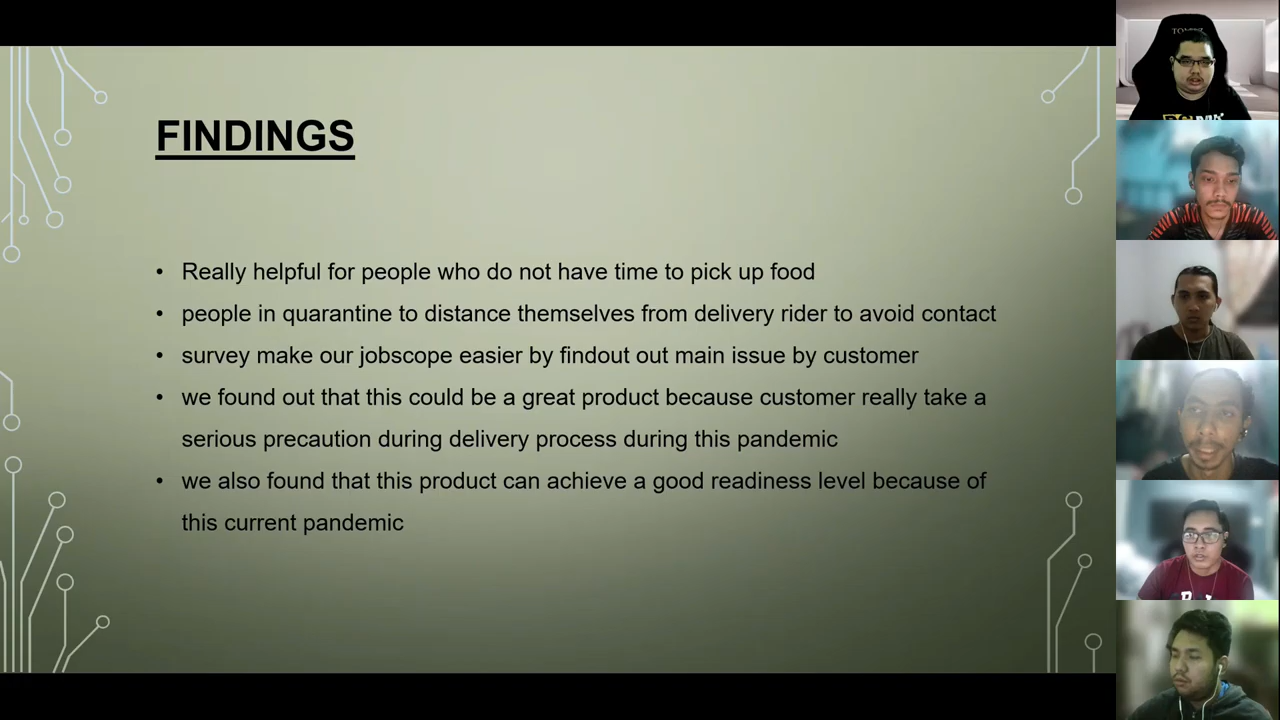 FINDINGS
• Really helpful for people who do not have time to pick up food
• people in quarantine to distance themselves from delivery rider to avoid contact
• survey make our jobscope easier by findout out main issue by customer
• we found out that this could be a great product because customer really take a
serious precaution during delivery process during this pandemic
• we also found that this product can achieve a good readiness level because of
this current pandemic